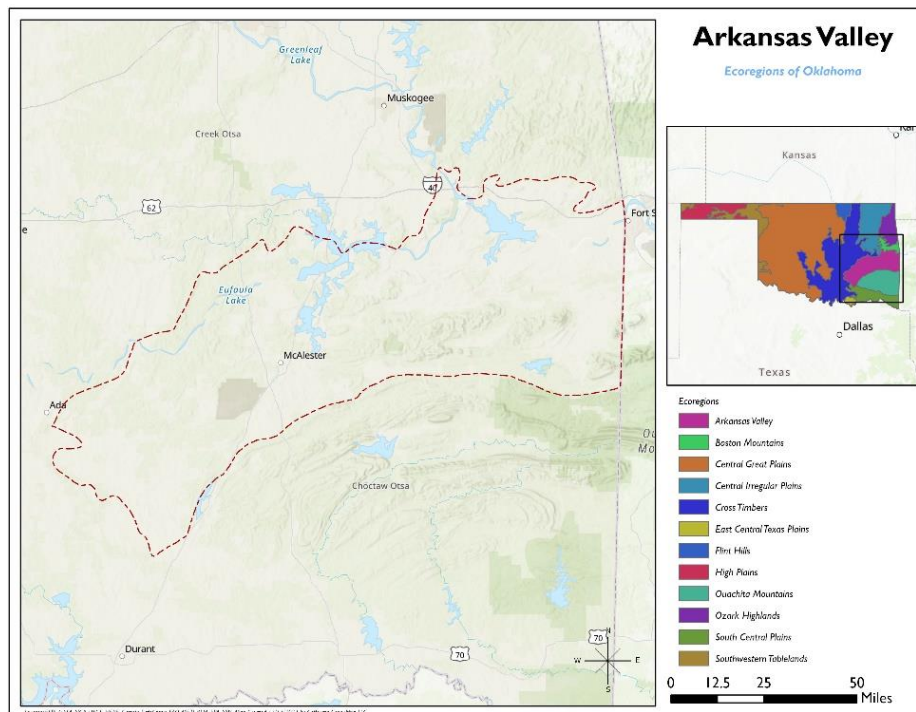 Arkansas Valley
Ecoregions of Oklahoma
Greenleaf
Lake
Muskogee
Creek Otsa
40
62
Fort S
e
Eufaula
Lake
McAlester
Ada
Ou
Mo
Choctaw Otsa
70
70
Durant
N
W
E
S
Kar
Kansas
Dallas
Texas
Ecoregions
Arkansas Valley
Boston Mountains
Central Great Plains
Central Irregular Plains
Cross Timbers
East Central Texas Plains
Flint Hills
High Plains
Ouachita Mountains
Ozark Highlands
South Central Plains
Southwestern Tablelands
0 12.5 25 50
Miles